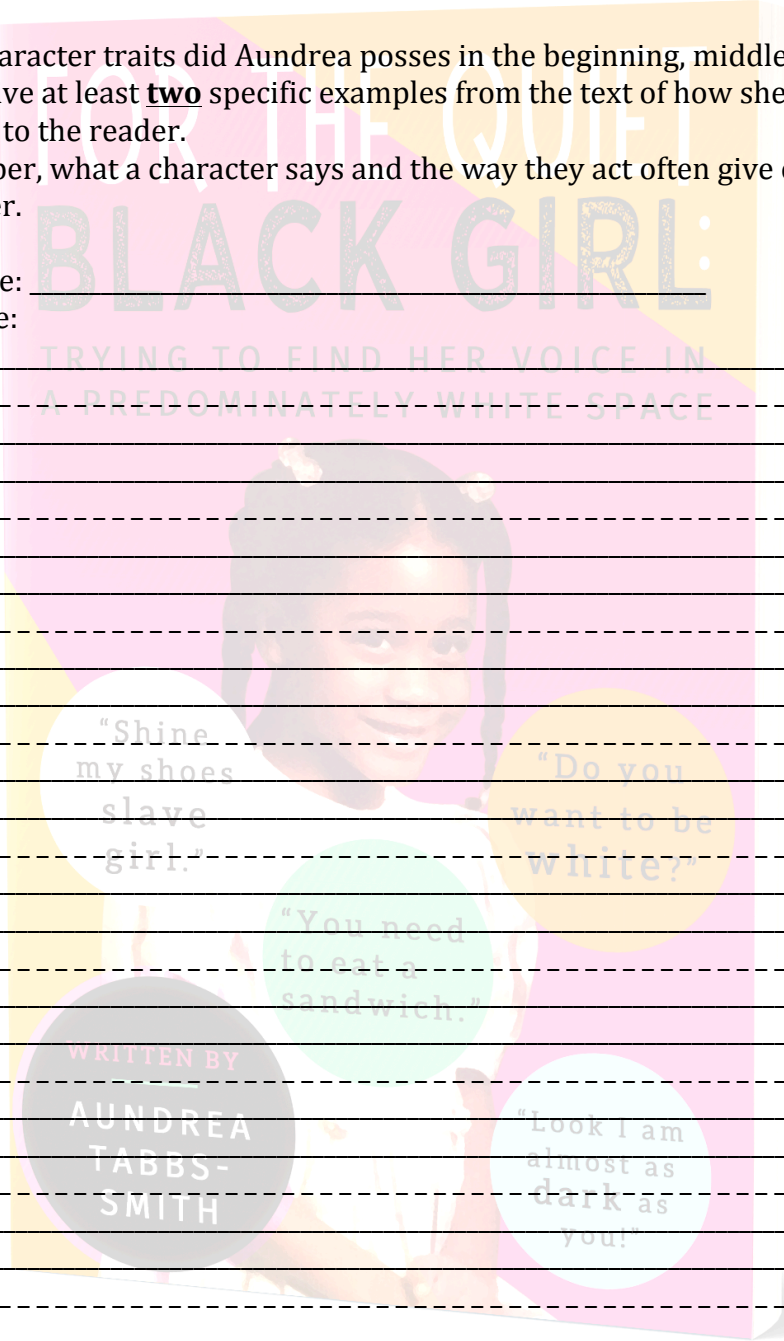 aracter traits did Aundrea posses in the beginning, middle
ive at least two specific examples from the text of how she
to the reader.
ber, what a character says and the way they act often give
er.
e: ______________________________
e:
FOR THE QUIET
BLACK GIRL:
TRYING TO FIND HER VOICE IN
A PREDOMINATELY WHITE SPACE
“Shine
my shoes
slave
girl.”
“Do you
want to be
white?”
“You need
to eat a
sandwich.”
WRITTEN BY
AUNDREA
TABBS-
SMITH
“Look I am
almost as
dark as
you!”